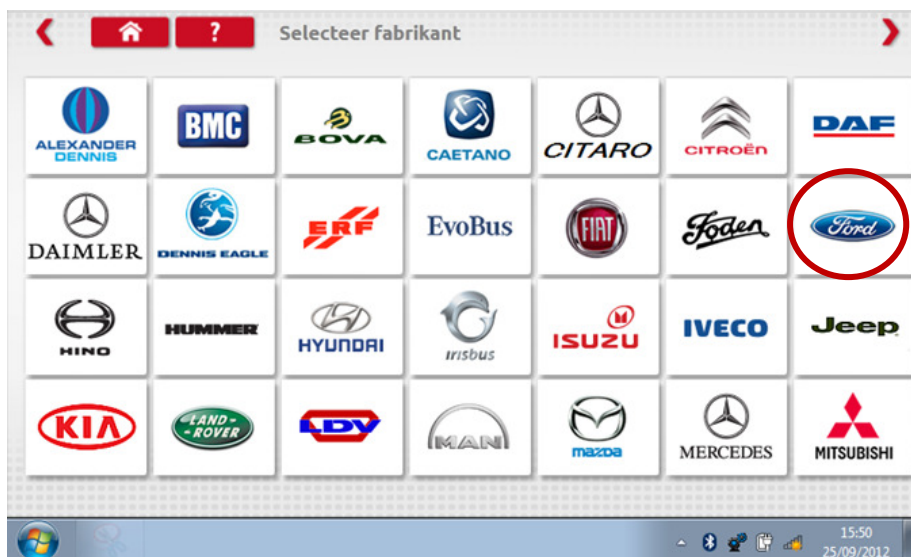 ? Selecteer fabrikant
ALEXANDER
DENNIS
BMC
BOVA
CAETANO
CITARO
CITROËN
DAF
DAIMLER
DENNIS EAGLE
ERF
EvoBus
FIAT
Foden
Ford
HINO
HUMMER
HYUNDAI
irisbus
ISUZU
IVECO
Jeep
KIA
LAND-
-ROVER
LDV
MAN
mazda
MERCEDES
MITSUBISHI
15:50
25/09/2012